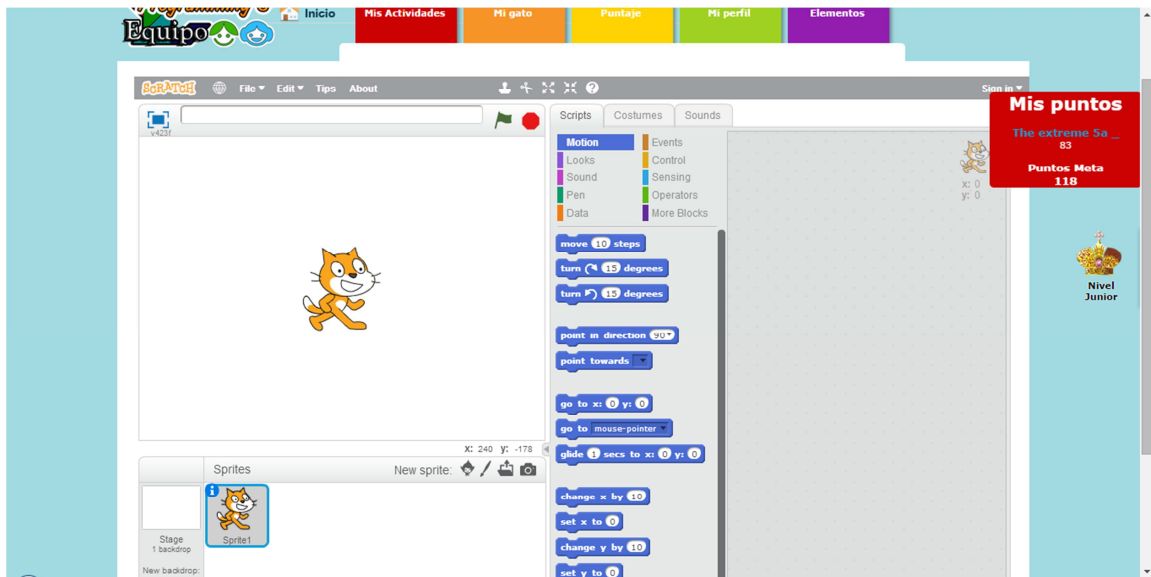 Programming's
Equipo
Inicio
Mis Actividades
Mi gato
Puntaje
Mi perfil
Elementos
SCRATCH
File Edit Tips About
Sign in
v423f
Scripts Costumes Sounds
Motion Events
Looks Control
Sound Sensing
Pen Operators
Data More Blocks
move 10 steps
turn 15 degrees
turn 15 degrees
point in direction 90
point towards
go to x: 0 y: 0
go to mouse-pointer
glide 1 secs to x: 0 y: 0
change x by 10
set x to 0
change y by 10
set y to 0
x: 0
y: 0
X: 240 y: -178
Sprites
New sprite:
Sprite1
Stage
1 backdrop
New backdrop:
Mis puntos
The extreme 5a _
83
Puntos Meta
118
Nivel
Junior